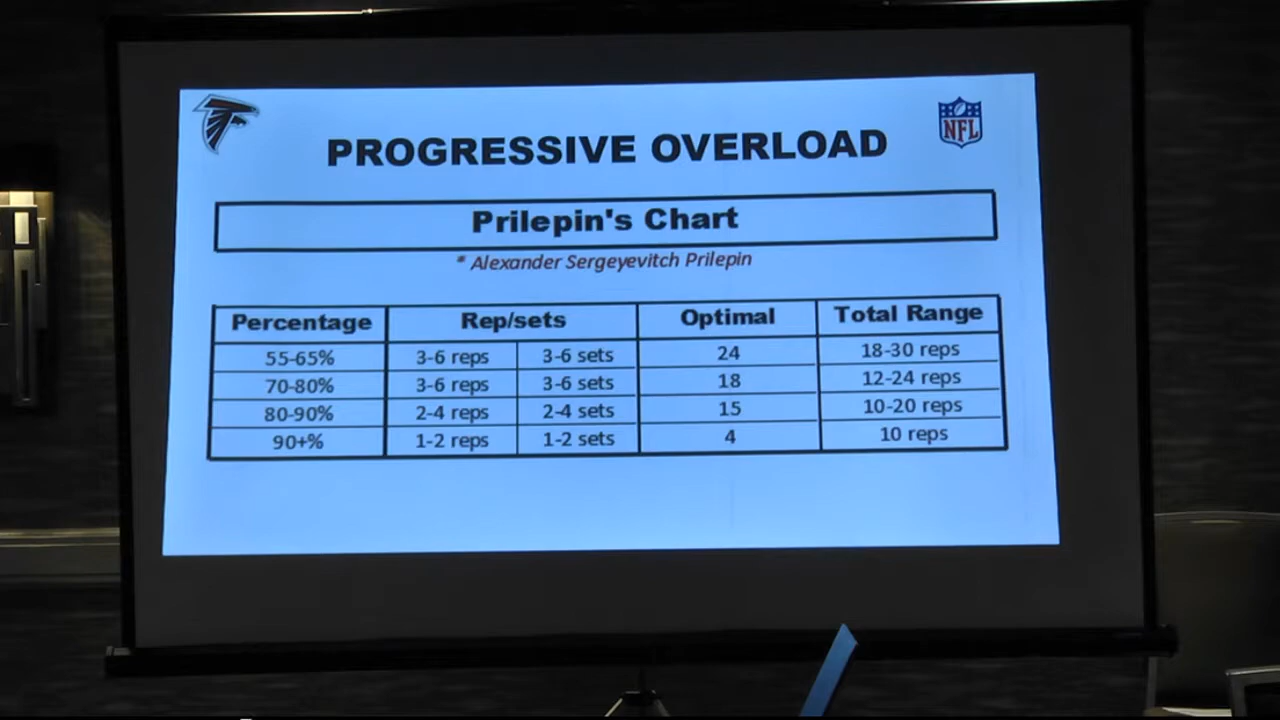 PROGRESSIVE OVERLOAD
NFL
Prilepin's Chart
* Alexander Sergeyevitch Prilepin
Percentage Rep/sets Optimal Total Range
55-65% 3-6 reps 3-6 sets 24 18-30 reps
70-80% 3-6 reps 3-6 sets 18 12-24 reps
80-90% 2-4 reps 2-4 sets 15 10-20 reps
90+% 1-2 reps 1-2 sets 4 10 reps